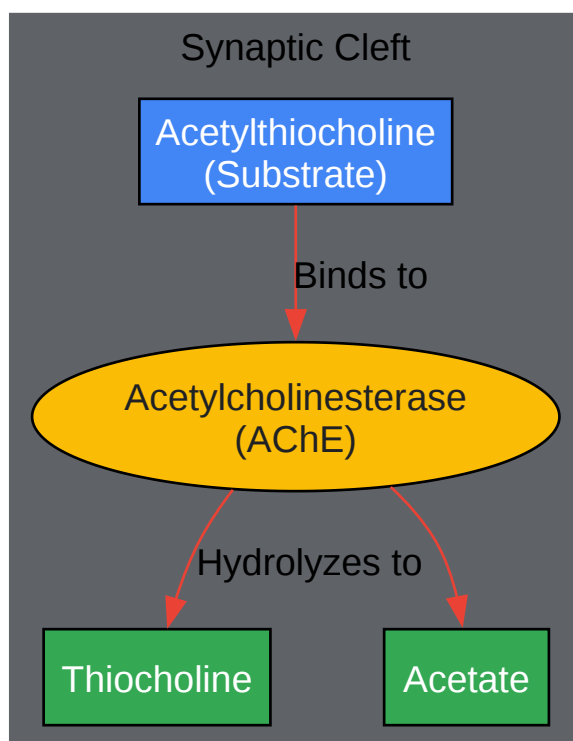 Synaptic Cleft
Acetylthiocholine
(Substrate)
Binds to
Acetylcholinesterase
(AChE)
Hydrolyzes to
Thiocholine
Acetate